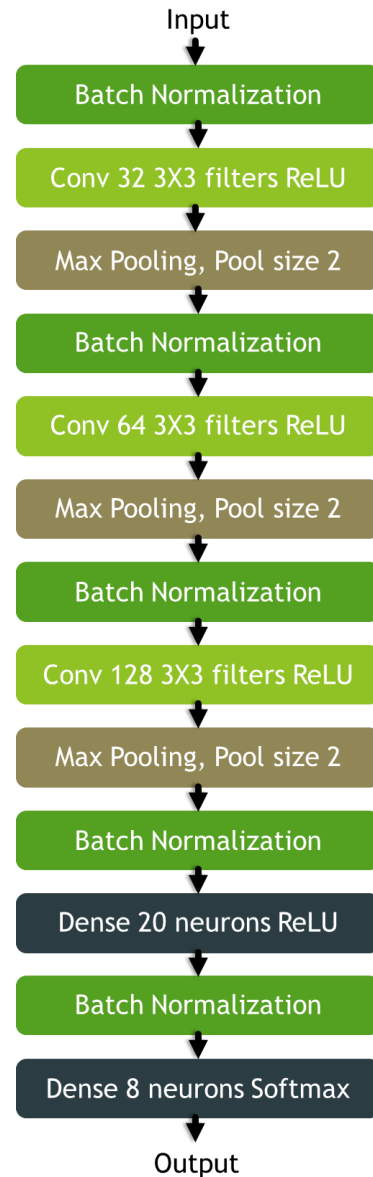 Input
Batch Normalization
Conv 32 3X3 filters ReLU
Max Pooling, Pool size 2
Batch Normalization
Conv 64 3X3 filters ReLU
Max Pooling, Pool size 2
Batch Normalization
Conv 128 3X3 filters ReLU
Max Pooling, Pool size 2
Batch Normalization
Dense 20 neurons ReLU
Batch Normalization
Dense 8 neurons Softmax
Output